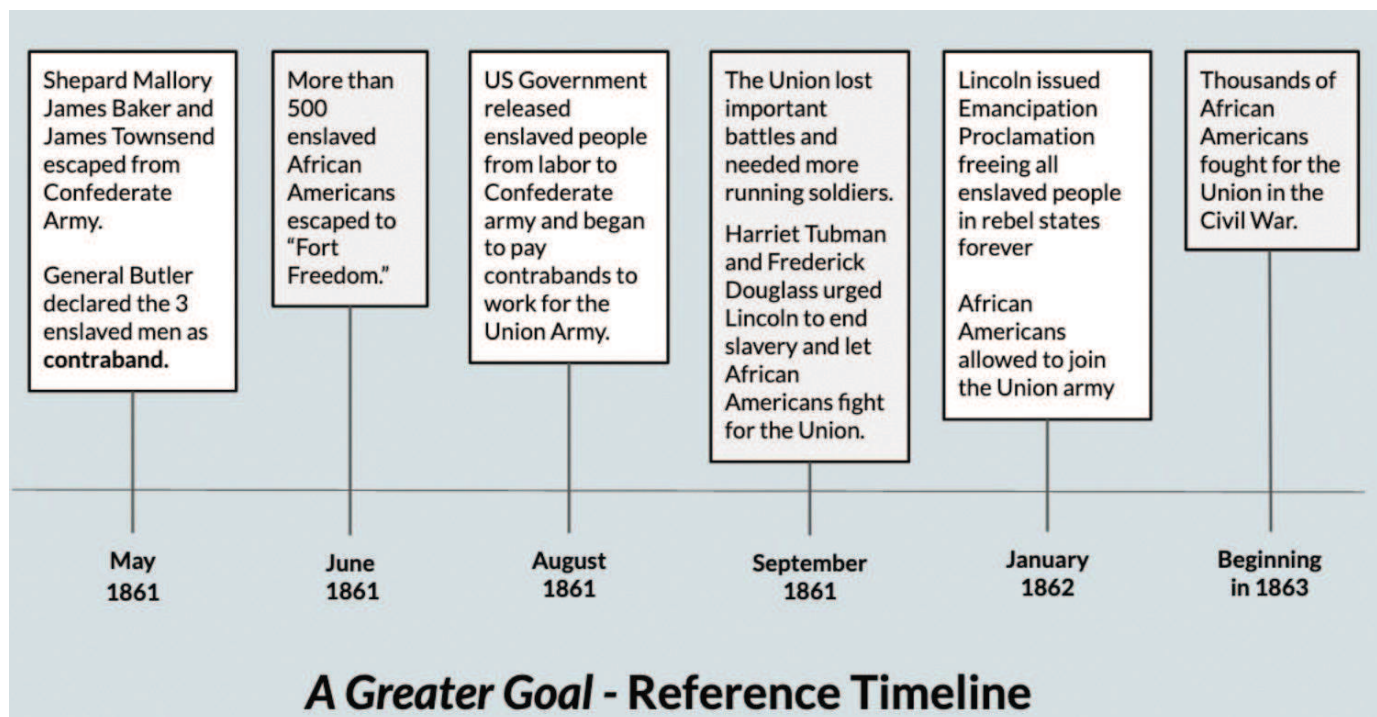 Shepard Mallory
James Baker and
James Townsend
escaped from
Confederate
Army.
General Butler
declared the 3
enslaved men as
contraband.
More than
500
enslaved
African
Americans
escaped to
“Fort
Freedom.”
US Government
released
enslaved people
from labor to
Confederate
army and began
to pay
contrabands to
work for the
Union Army.
The Union lost
important
battles and
needed more
running soldiers.
Harriet Tubman
and Frederick
Douglass urged
Lincoln to end
slavery and let
African
Americans fight
for the Union.
Lincoln issued
Emancipation
Proclamation
freeing all
enslaved people
in rebel states
forever
African
Americans
allowed to join
the Union army
Thousands of
African
Americans
fought for the
Union in the
Civil War.
May
1861
June
1861
August
1861
September
1861
January
1862
Beginning
in 1863
A Greater Goal - Reference Timeline